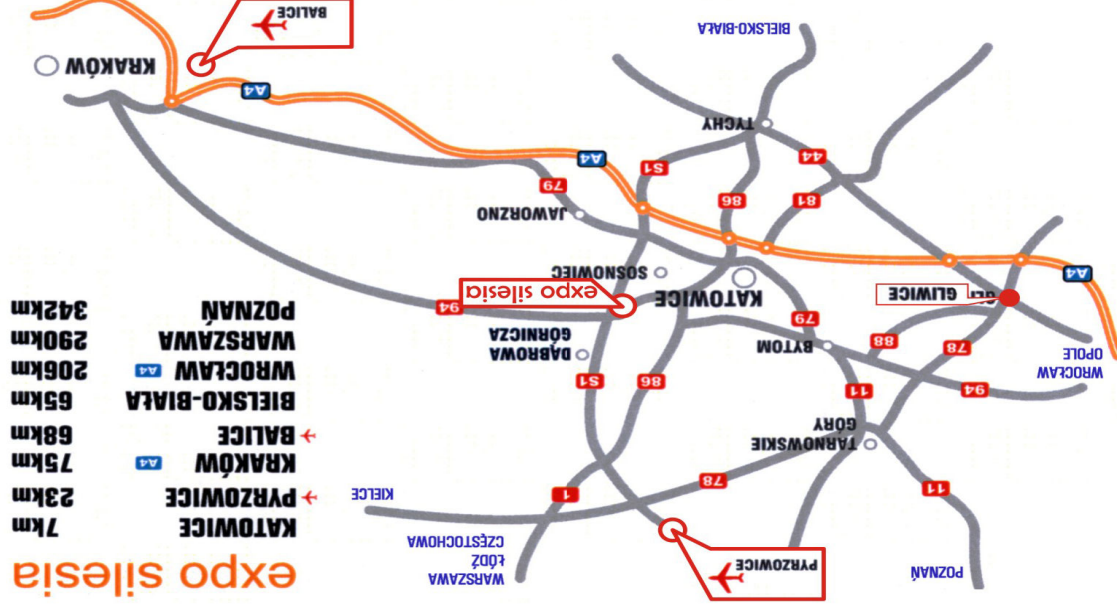 POZNAŃ
PYRZOWICE
WARSZAWA
ŁÓDŹ
CZĘSTOCHOWA
KIELCE
11
78
1
TARNOWSKIE
GÓRY
94
11
86
S1
WROCŁAW
OPOLE
78
88
BYTOM
79
DĄBROWA
GÓRNICZA
94
GLIWICE
KATOWICE
expo silesia
SOSNOWIEC
A4
81
86
JAWORZNO
79
44
S1
A4
TYCHY
A4
KRAKÓW
BIELSKO-BIAŁA
BALICE
expo silesia
KATOWICE 7km
PYRZOWICE 23km
KRAKÓW A4 75km
BALICE 68km
BIELSKO-BIAŁA 65km
WROCŁAW A4 206km
WARSZAWA 290km
POZNAŃ 342km